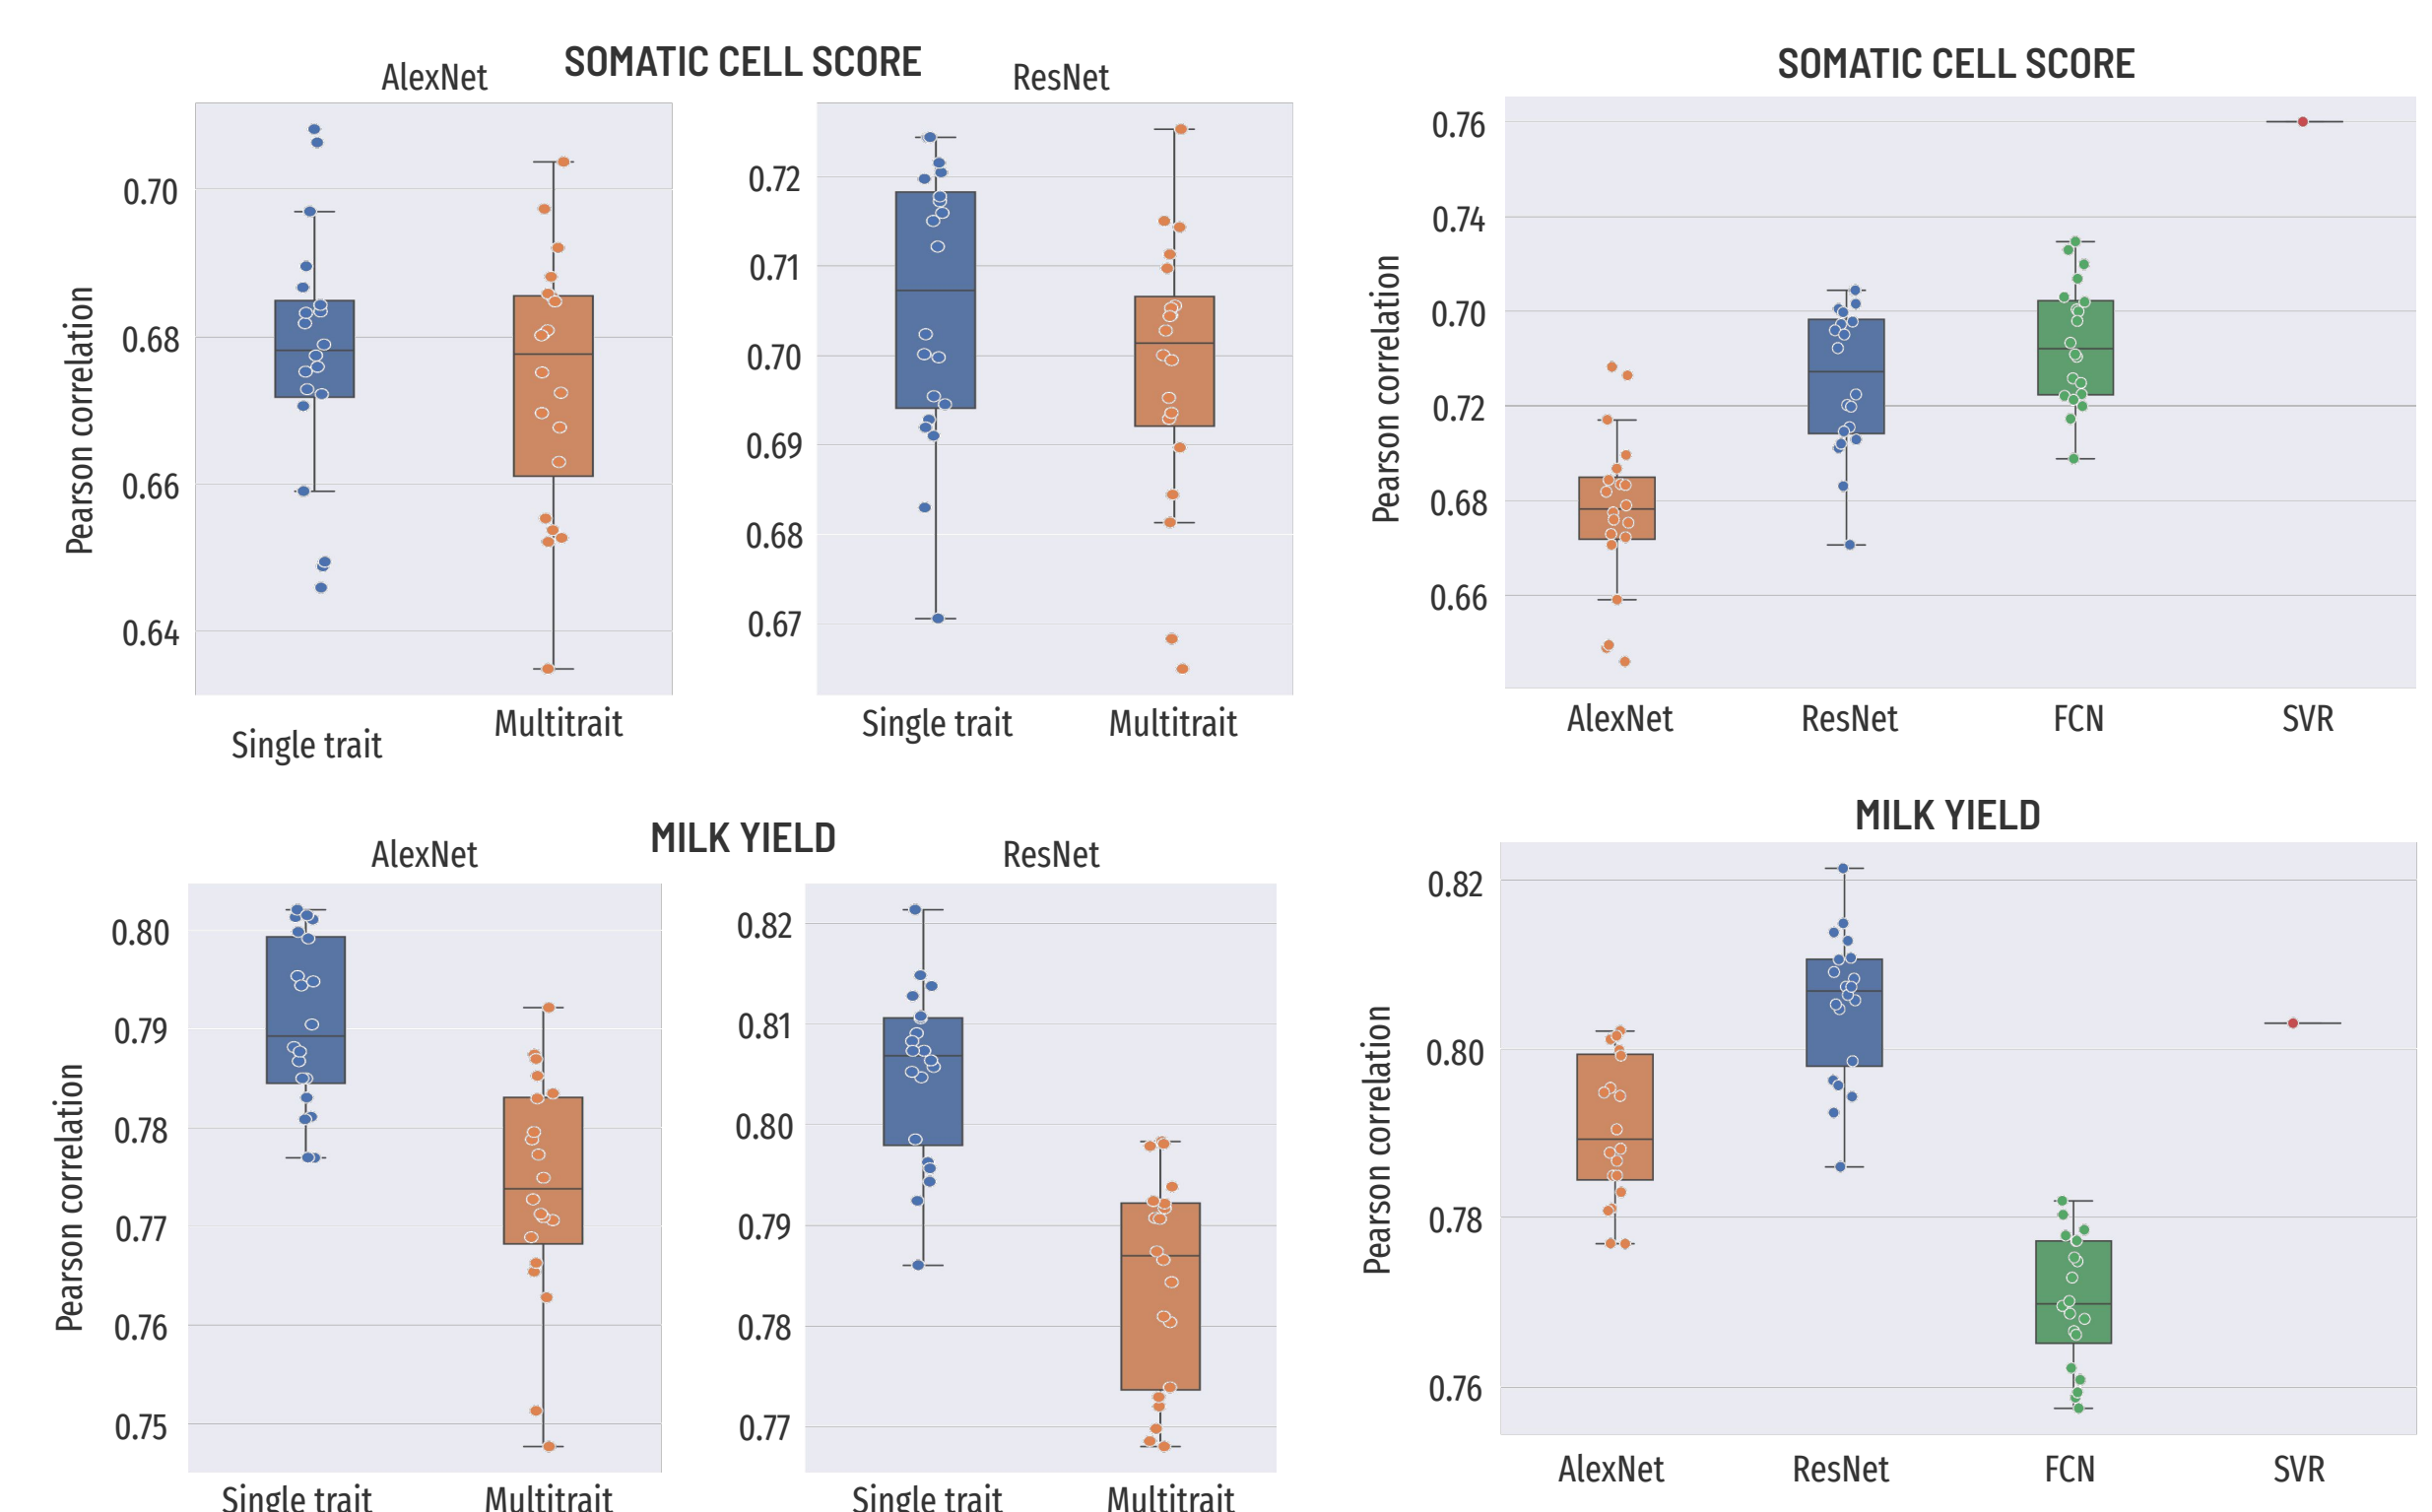 SOMATIC CELL SCORE
AlexNet
ResNet
Pearson correlation
0.70
0.68
0.66
0.64
Single trait
Multitrait
0.72
0.71
0.70
0.69
0.68
0.67
Single trait
Multitrait
SOMATIC CELL SCORE
Pearson correlation
0.76
0.74
0.70
0.72
0.68
0.66
AlexNet
ResNet
FCN
SVR
MILK YIELD
AlexNet
ResNet
Pearson correlation
0.80
0.79
0.78
0.77
0.76
0.75
Single trait
Multitrait
0.82
0.81
0.80
0.79
0.78
0.77
Single trait
Multitrait
MILK YIELD
Pearson correlation
0.82
0.80
0.78
0.76
AlexNet
ResNet
FCN
SVR